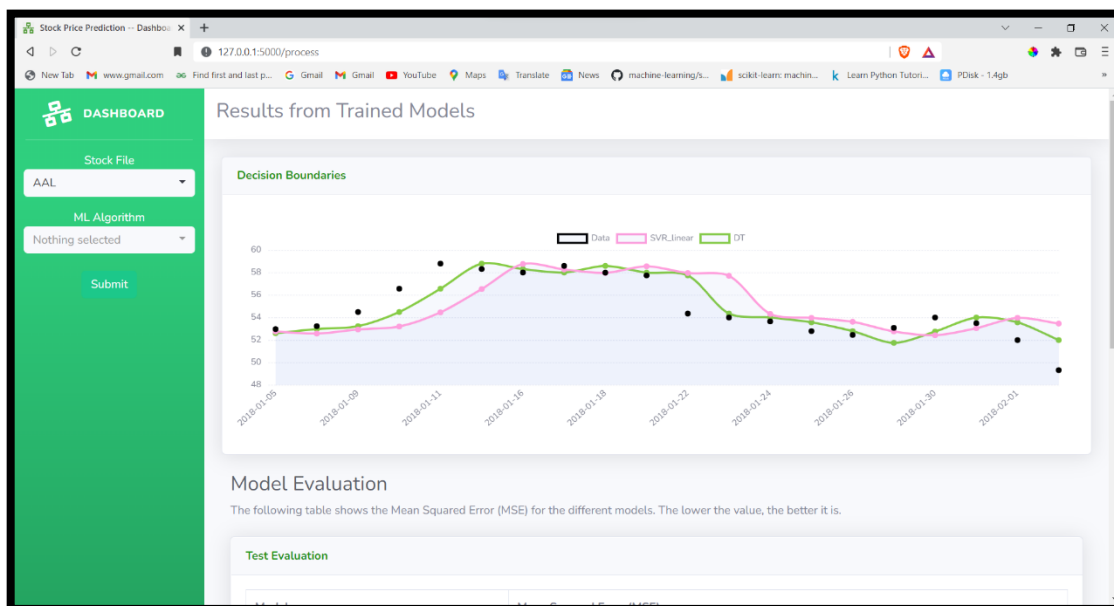 Stock Price Prediction -- Dashboa
127.0.0.1:5000/process
New Tab www.gmail.com Find first and last p... Gmail Gmail YouTube Maps Translate News machine-learning/s... scikit-learn: machin... Learn Python Tutori... PDisk - 1.4gb »
DASHBOARD
Stock File
AAL
ML Algorithm
Nothing selected
Submit
Results from Trained Models
Decision Boundaries
Data SVR_linear DT
60
58
56
54
52
50
48
2018-01-05 2018-01-09 2018-01-11 2018-01-16 2018-01-18 2018-01-22 2018-01-24 2018-01-26 2018-01-30 2018-02-01
Model Evaluation
The following table shows the Mean Squared Error (MSE) for the different models. The lower the value, the better it is.
Test Evaluation
Mean Squared Error (MSE)